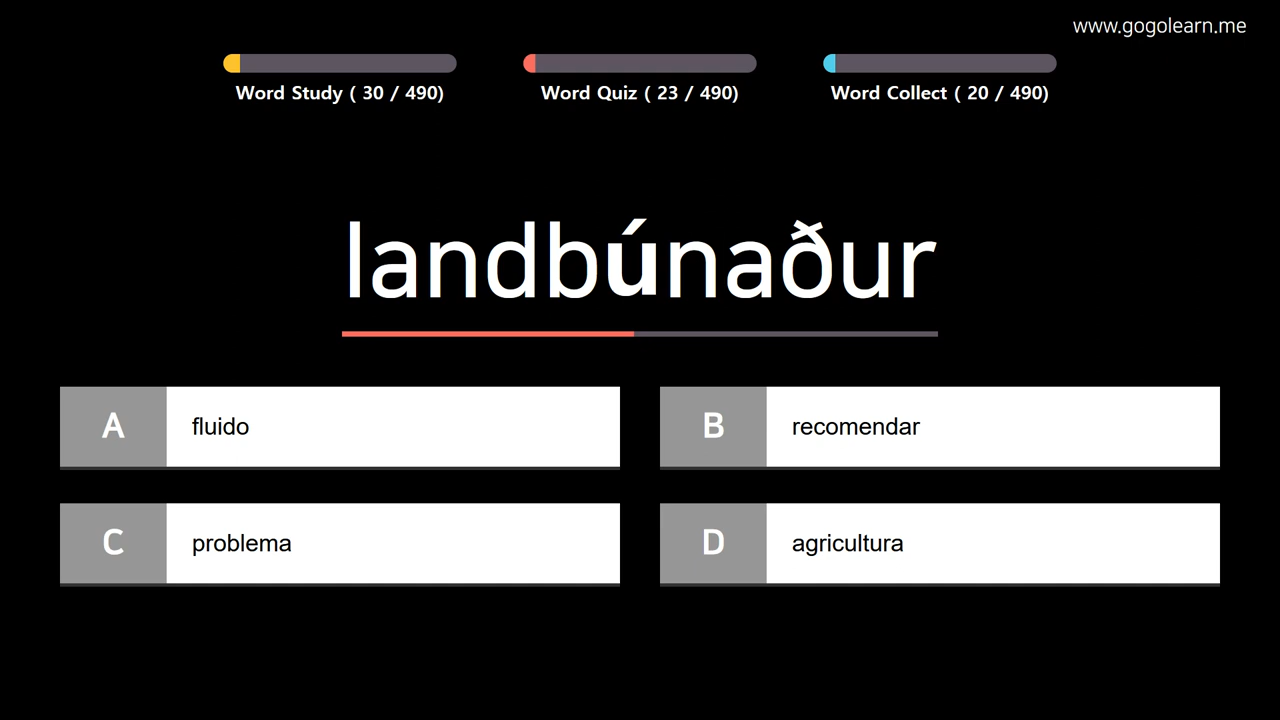 www.gogolearn.me
Word Study ( 30 / 490)
Word Quiz ( 23 / 490)
Word Collect ( 20 / 490)
landbúnaður
A fluido
B recomendar
C problema
D agricultura